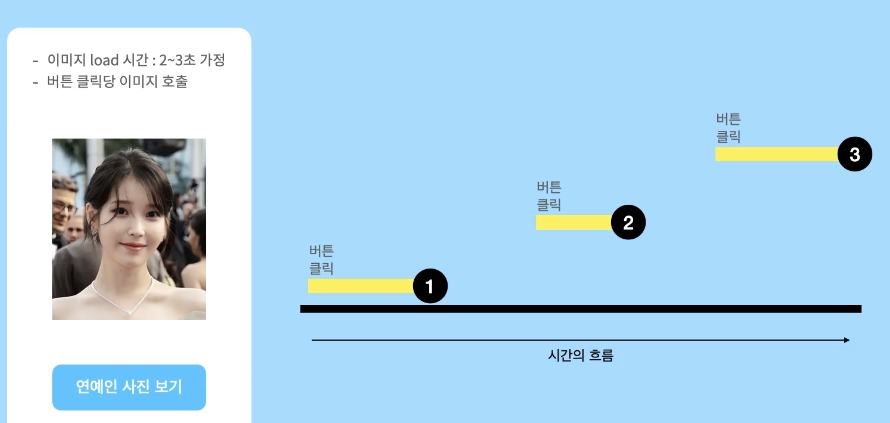 - 이미지 load 시간 : 2~3초 가정
- 버튼 클릭당 이미지 호출
연예인 사진 보기
버튼
클릭
1
버튼
클릭
2
버튼
클릭
3
시간의 흐름